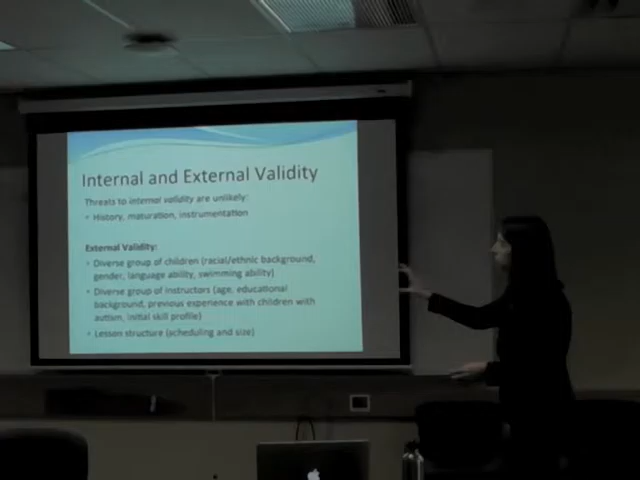 Internal and External Validity
Threats to internal validity are unlikely:
• History, maturation, instrumentation
External Validity:
• Diverse group of children (racial/ethnic background,
gender, language ability, swimming ability)
• Diverse group of instructors (age, educational
background, previous experience with children with
autism, initial skill profile)
• Lesson structure (scheduling and size)